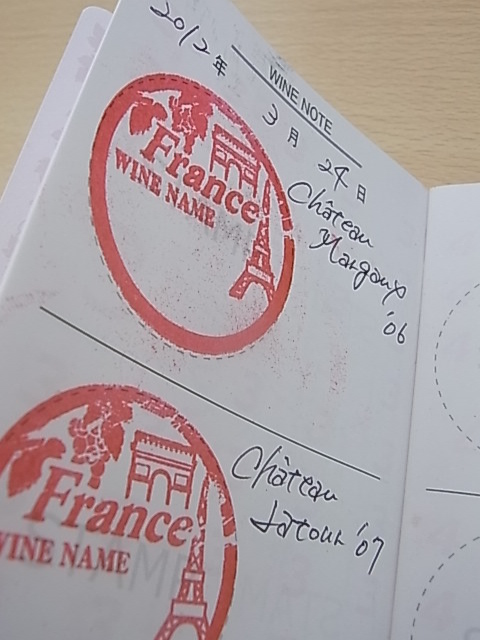 2012年 3月 24日
WINE NOTE
France
WINE NAME
Château
Margaux
'06
France
WINE NAME
Château
Latour '07